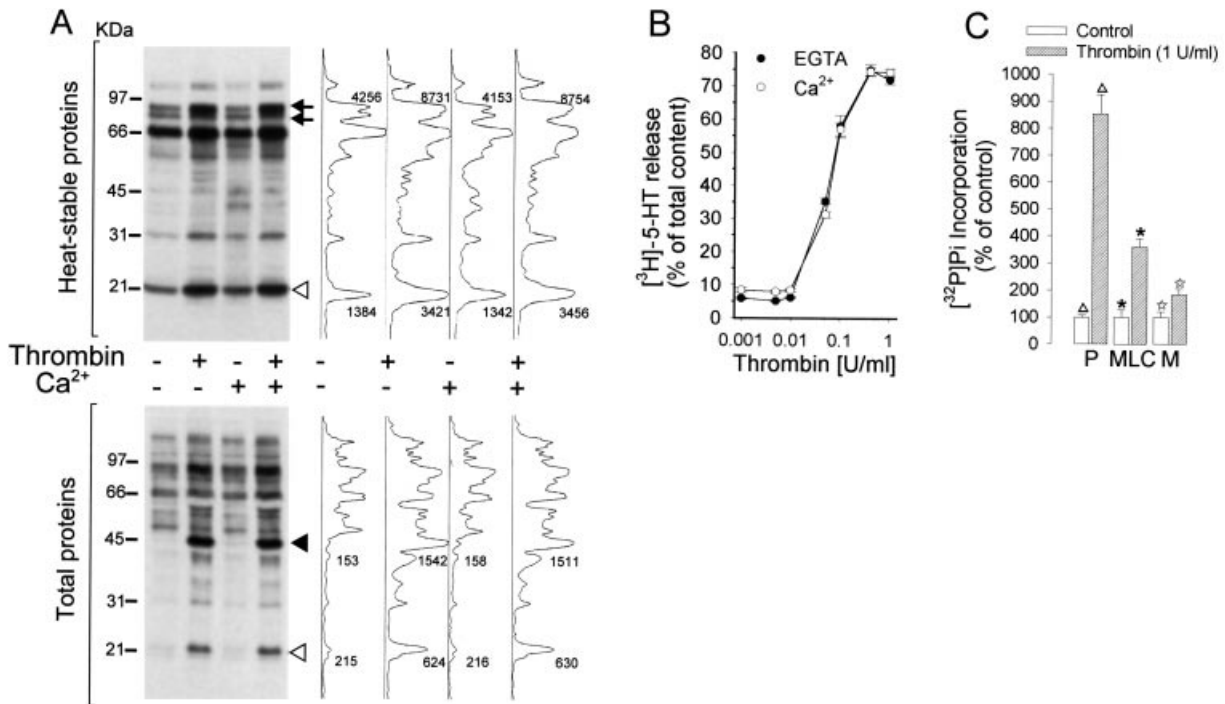 A
KDa
Heat-stable proteins
97
66
45
31
21
4256 8731 4153 8754
1384 3421 1342 3456
Thrombin - + - + - + - +
Ca2+ - - + + - - + +
Total proteins
97
66
45
31
21
153 1542 158 1511
215 624 216 630
B
[3H]-5-HT release
(% of total content)
80
70
60
50
40
30
20
10
0
EGTA
Ca2+
0.001 0.01 0.1 1
Thrombin [U/ml]
C
Control
Thrombin (1 U/ml)
[32P]Pi Incorporation
(% of control)
1000
900
800
700
600
500
400
300
200
100
0
P MLC M